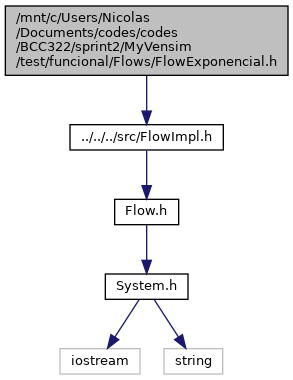 /mnt/c/Users/Nicolas
/Documents/codes/codes
/BCC322/sprint2/MyVensim
/test/funcional/Flows/FlowExponencial.h
../../../src/FlowImpl.h
Flow.h
System.h
iostream
string